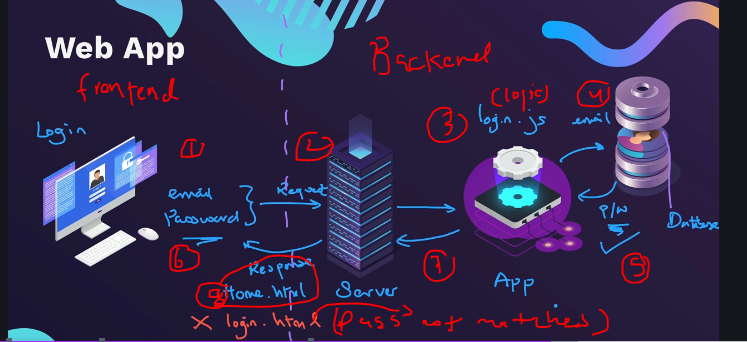 Web App
Backend
frontend
(logic)
login.js
email
Login
1
2
3
4
email
Password
Request
P/W
Database
6
Response
7
5
8 Home.html
Server
App
X login.html (Pass not matched)